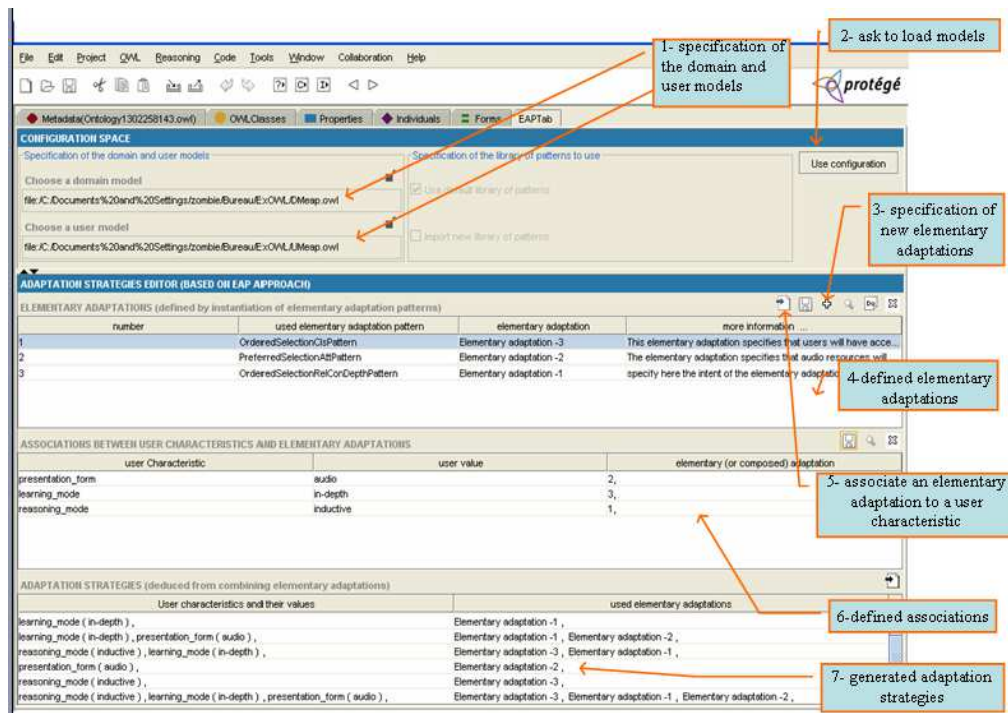 2- ask to load models
1- specification of
the domain and
user models
File Edit Project OWL Reasoning Code Tools Window Collaboration Help
protégé
Metadata(Ontology1302258143.owl) OWLClasses Properties Individuals Forms EAPTab
CONFIGURATION SPACE
Specification of the domain and user models
Specification of the library of patterns to use
Use configuration
Choose a domain model
Use default library of patterns
file:/C:/Documents%20and%20Settings/zombie/Bureau/ExOWL/DMeap.owl
3- specification of
new elementary
adaptations
Choose a user model
Import new library of patterns
file:/C:/Documents%20and%20Settings/zombie/Bureau/ExOWL/UMeap.owl
ADAPTATION STRATEGIES EDITOR (BASED ON EAP APPROACH)
ELEMENTARY ADAPTATIONS (defined by instantiation of elementary adaptation patterns)
number used elementary adaptation pattern elementary adaptation more information ...
1 OrderedSelectionClsPattern Elementary adaptation -3 This elementary adaptation specifies that users will have acce...
2 PreferredSelectionAttPattern Elementary adaptation -2 The elementary adaptation specifies that audio resources will
3 OrderedSelectionRelConDepthPattern Elementary adaptation -1 specify here the intent of the elementary adaptation
4-defined elementary
adaptations
ASSOCIATIONS BETWEEN USER CHARACTERISTICS AND ELEMENTARY ADAPTATIONS
user Characteristic user value elementary (or composed) adaptation
presentation_form audio 2,
learning_mode in-depth 3,
reasoning_mode inductive 1,
5- associate an elementary
adaptation to a user
characteristic
ADAPTATION STRATEGIES (deduced from combining elementary adaptations)
User characteristics and their values used elementary adaptations
6-defined associations
learning_mode ( in-depth ) , Elementary adaptation -1 ,
learning_mode ( in-depth ) , presentation_form ( audio ) , Elementary adaptation -1 , Elementary adaptation -2 ,
reasoning_mode ( inductive ) , learning_mode ( in-depth ) , Elementary adaptation -3 , Elementary adaptation -1 ,
presentation_form ( audio ) , Elementary adaptation -2 ,
reasoning_mode ( inductive ) , Elementary adaptation -3 ,
reasoning_mode ( inductive ) , learning_mode ( in-depth ) , presentation_form ( audio ) , Elementary adaptation -3 , Elementary adaptation -1 , Elementary adaptation -2 ,
7- generated adaptation
strategies